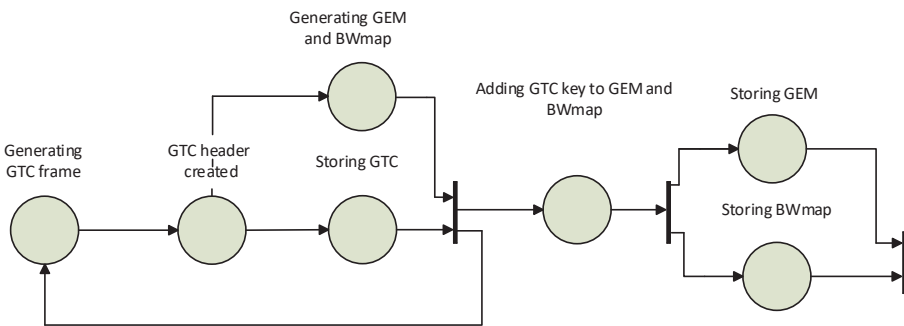 Generating GEM
and BWmap
Adding GTC key to GEM and
BWmap
Storing GEM
Generating
GTC frame
GTC header
created
Storing GTC
Storing BWmap